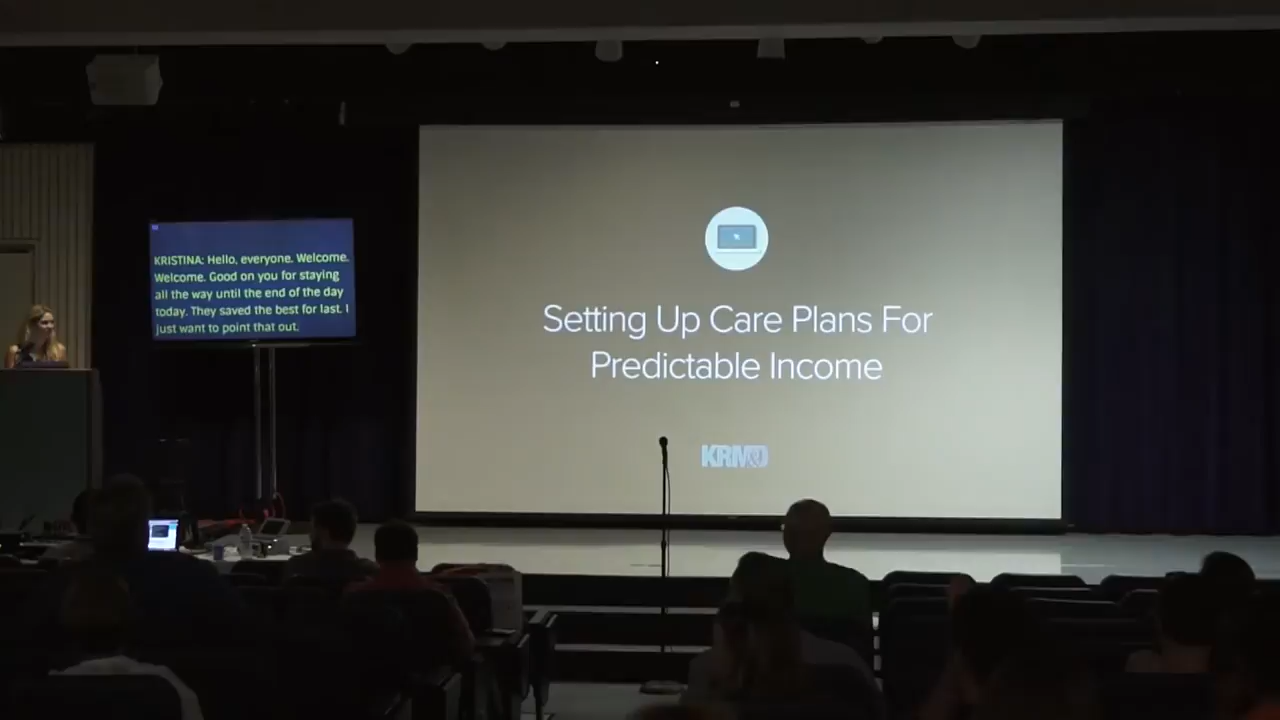 KRISTINA: Hello, everyone. Welcome.
Welcome. Good on you for staying
all the way until the end of the day
today. They saved the best for last. I
just want to point that out.
Setting Up Care Plans For
Predictable Income
KRM&D